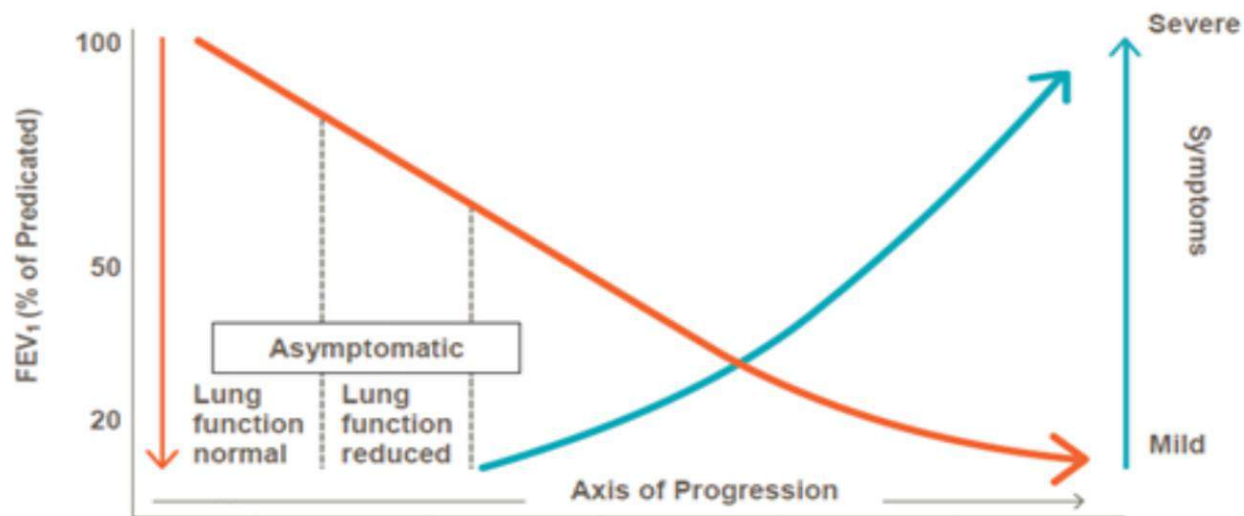 Severe
100
FEV₁ (% of Predicated)
Symptoms
50
Asymptomatic
Lung
function
normal
Lung
function
reduced
20
Mild
Axis of Progression